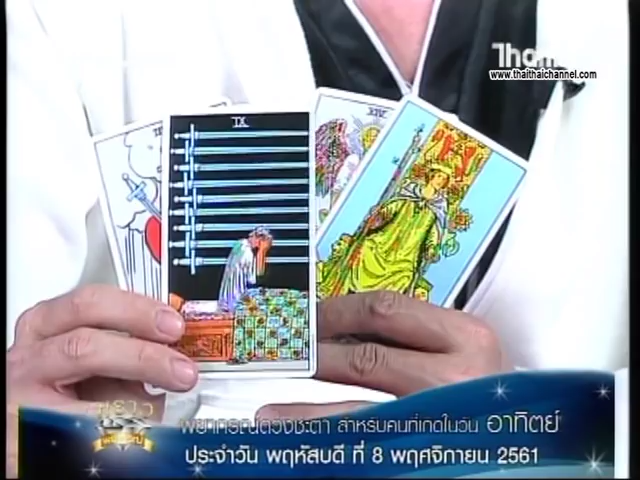 Thai
www.thaithaichannel.com
IX
XIV
พยากรณ์ดวงชะตา สำหรับคนที่เกิดในวัน อาทิตย์
ประจำวัน พฤหัสบดี ที่ 8 พฤศจิกายน 2561